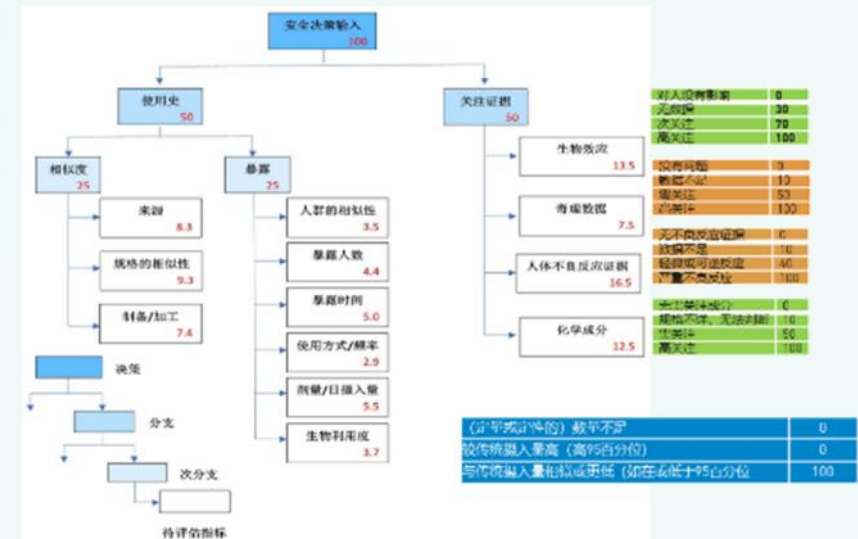 安全决策输入
100
使用史
50
关注证据
50
相似度
25
暴露
25
来源
8.3
规格的相似性
9.3
制备/加工
7.4
人群的相似性
3.5
暴露人数
4.4
暴露时间
5.0
使用方式/频率
2.9
剂量/日摄入量
5.5
生物利用度
3.7
生物效应
13.5
毒理数据
7.5
人体不良反应证据
16.5
化学成分
12.5
对人没有影响 0
无数据 30
次关注 70
高关注 100
没有问题 0
数据不足 10
需关注 50
高关注 100
无不良反应证据 0
数据不足 10
轻微或可逆反应 40
严重不良反应 100
无需关注成分 0
规格不详，无法判断 10
需关注 50
高关注 100
（定量或定性的）数量不足 0
较传统摄入量高（高95百分位） 0
与传统摄入量相似或更低（如在或低于95百分位 100
决策
分支
次分支
待评估指标